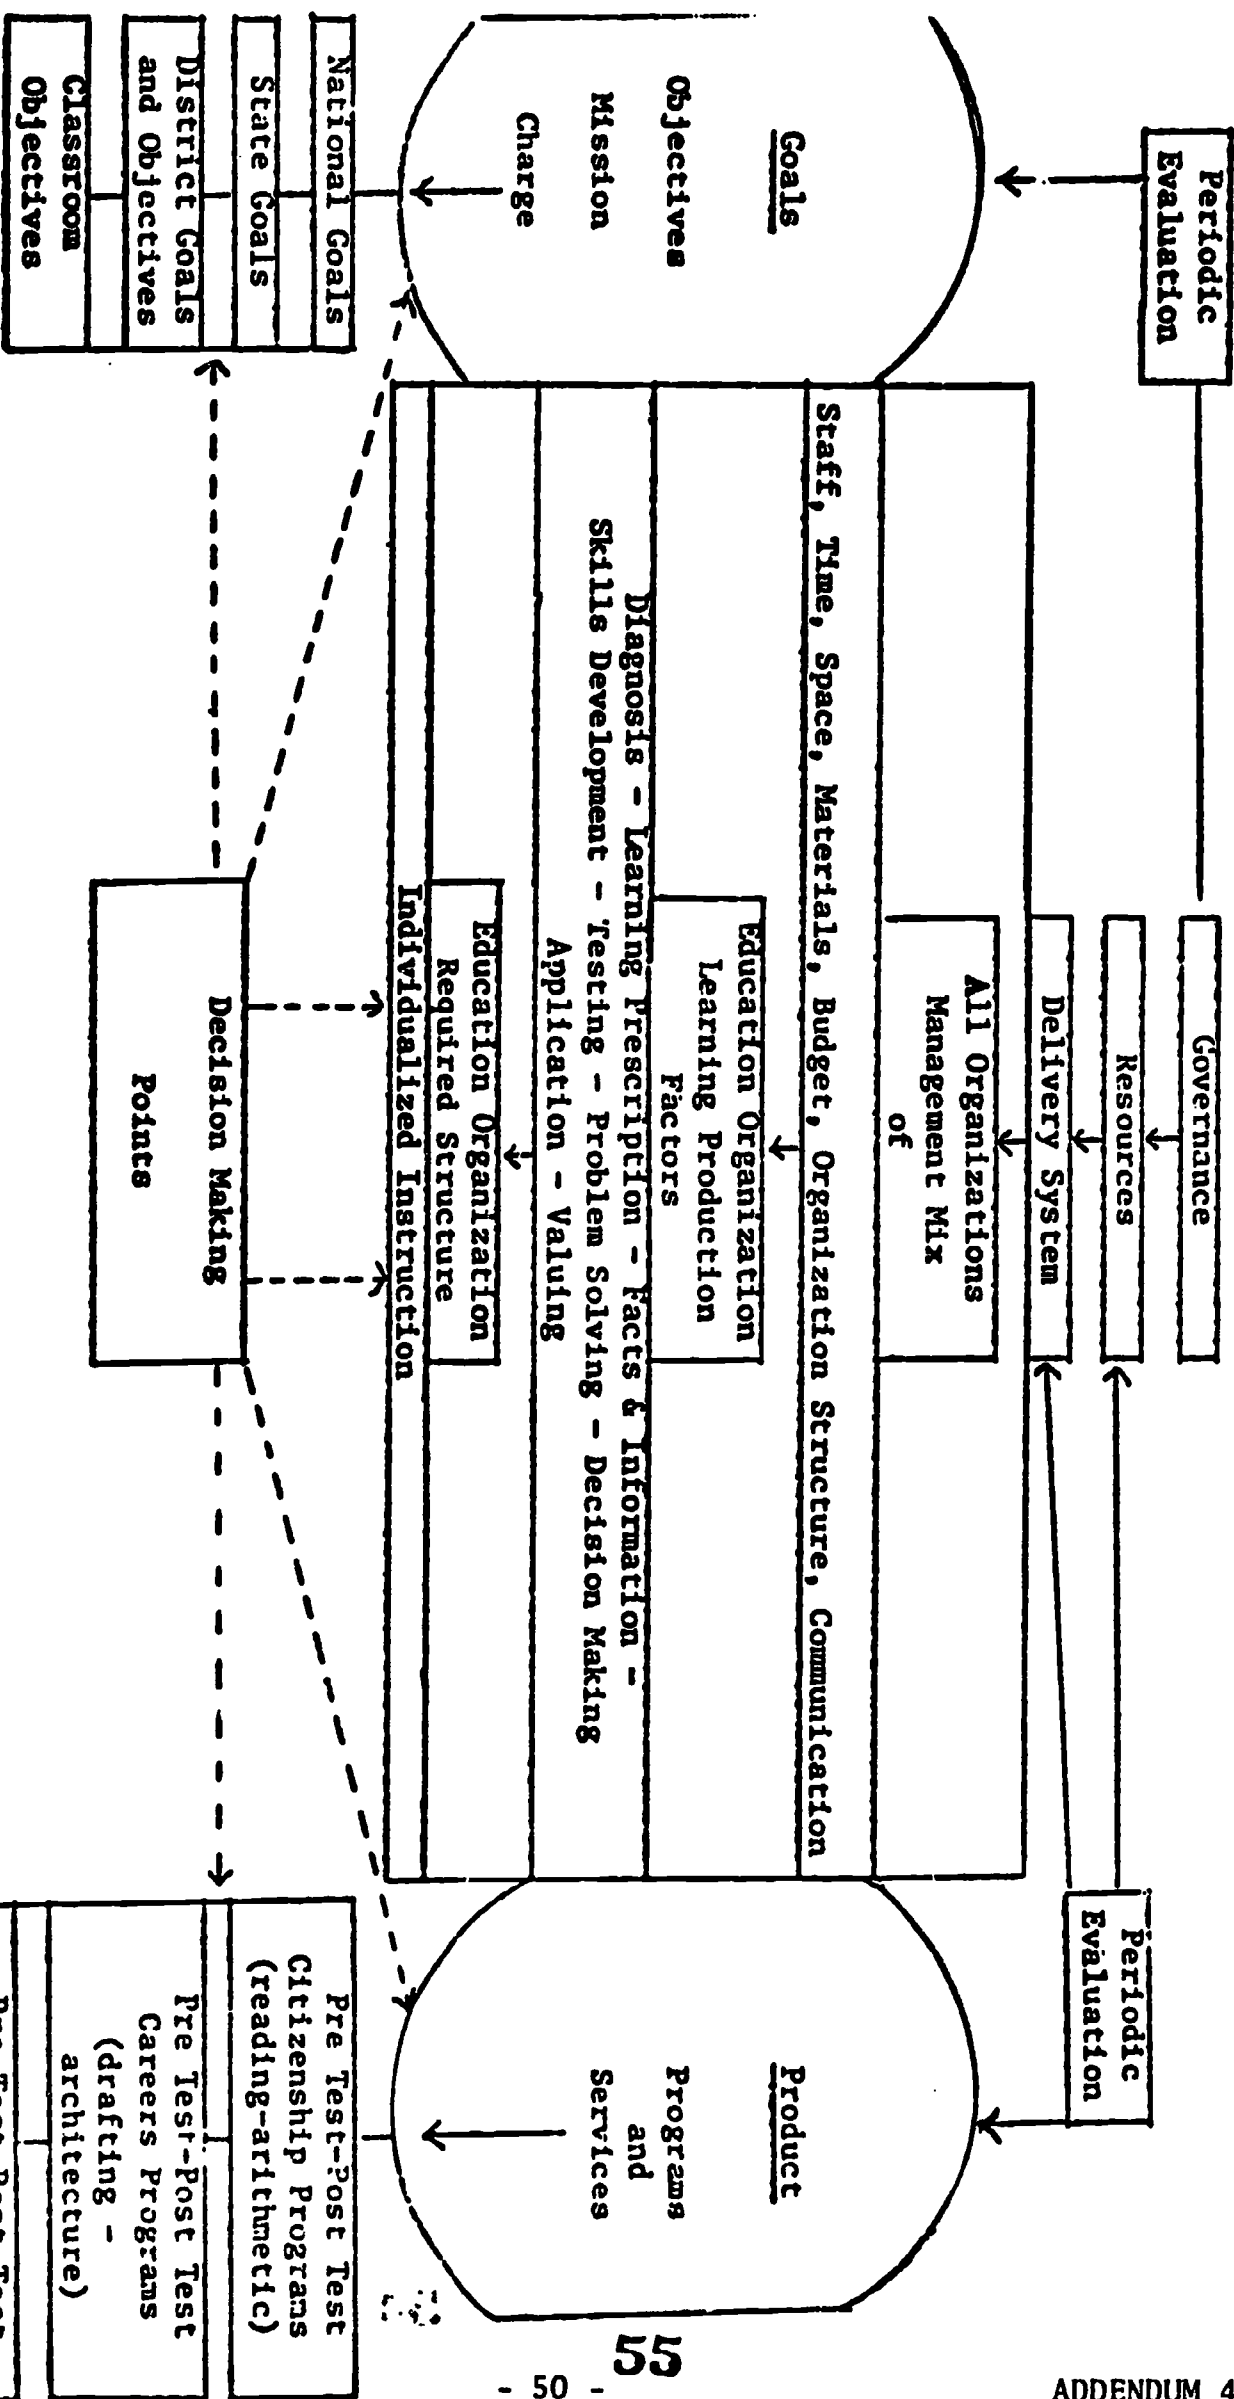 Periodic
Evaluation
Governance
Resources
Delivery System
Periodic
Evaluation
All Organizations
Management Mix
of
Staff, Time, Space, Materials, Budget, Organization Structure, Communication
Education Organization
Learning Production
Factors
Diagnosis - Learning Prescription - Facts & Information -
Skills Development - Testing - Problem Solving - Decision Making
Application - Valuing
Education Organization
Required Structure
Individualized Instruction
Goals
Objectives
Mission
Charge
Product
Programs
and
Services
National Goals
State Goals
District Goals
and Objectives
Classroom
Objectives
Decision Making
Points
Pre Test-Post Test
Citizenship Programs
(reading-arithmetic)
Pre Test-Post Test
Careers Programs
(drafting -
architecture)
55
- 50 -
ADDENDUM 4